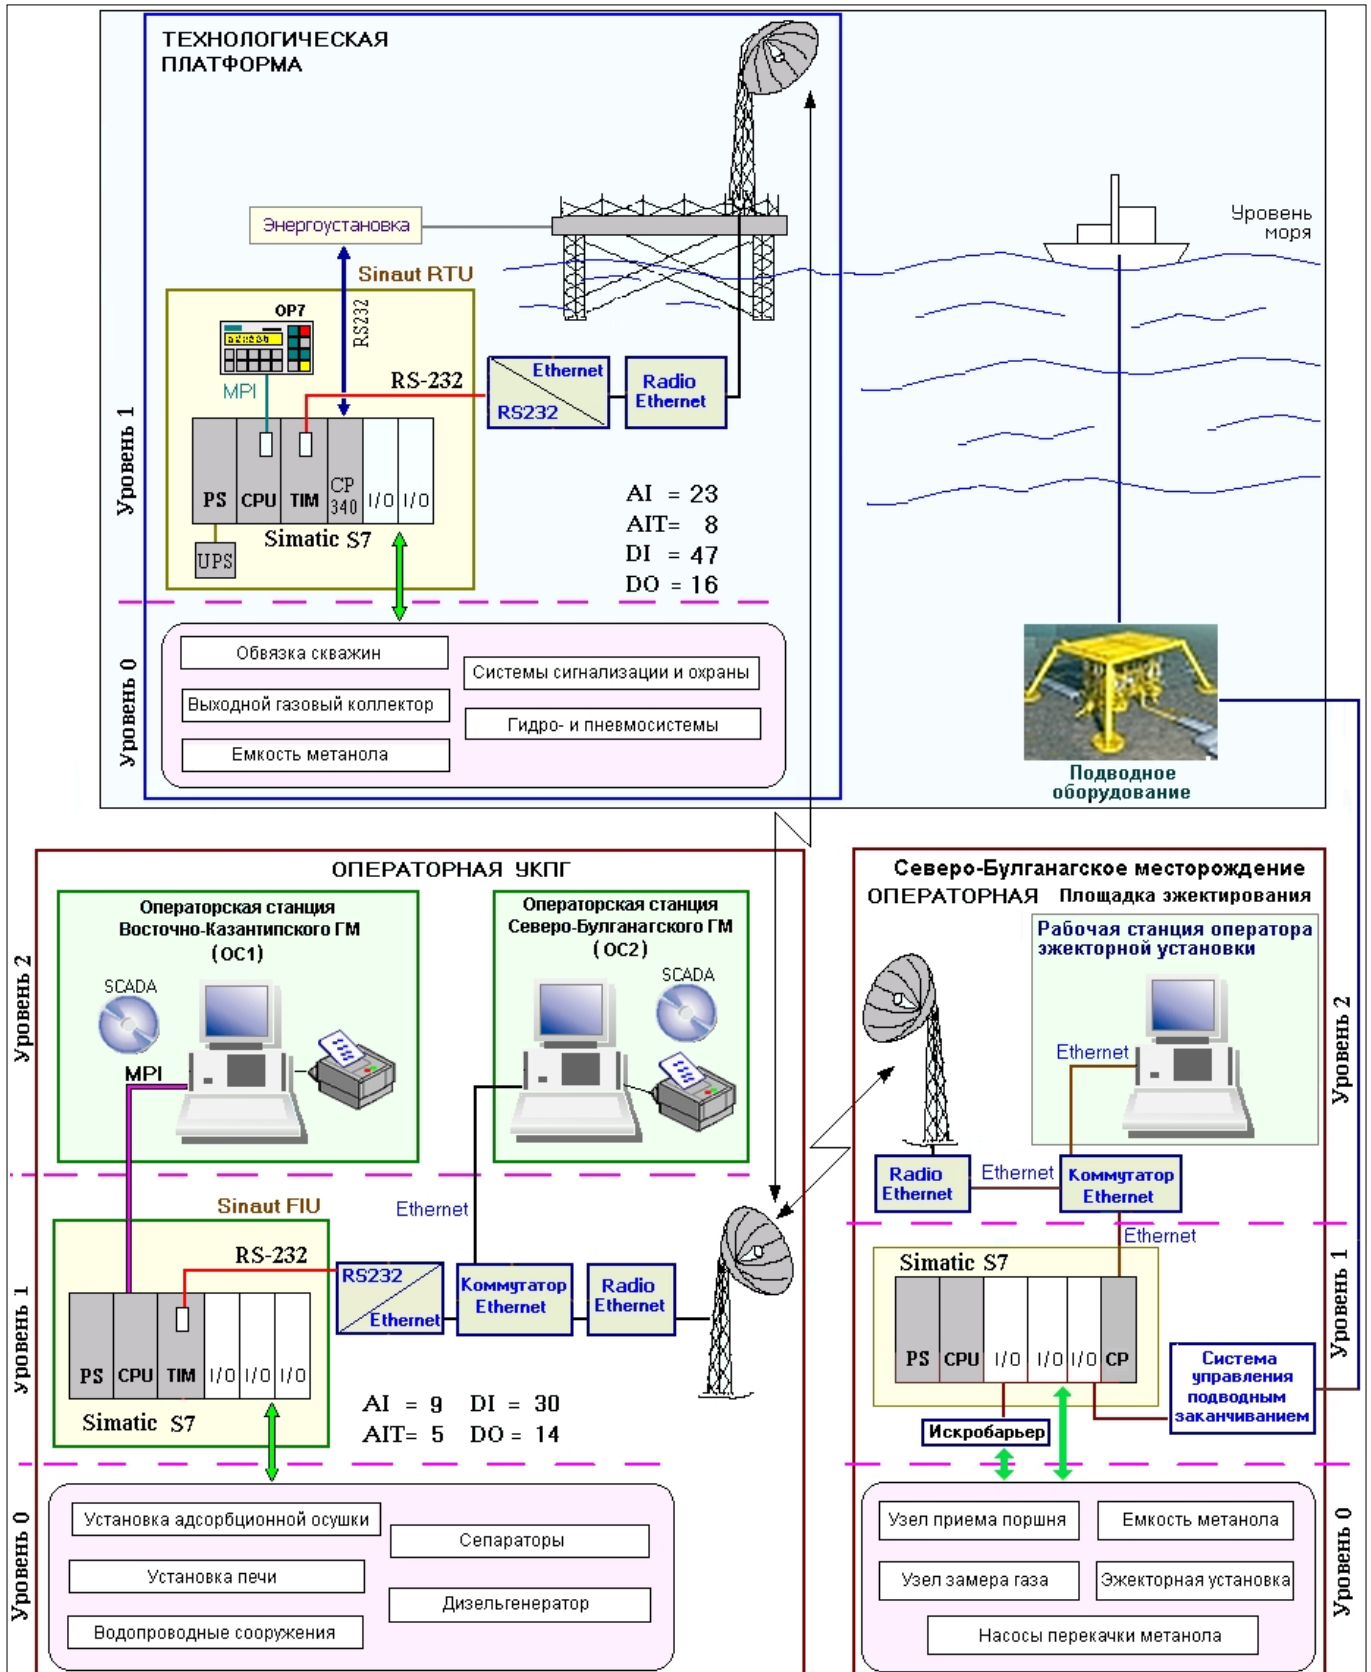 ТЕХНОЛОГИЧЕСКАЯ
ПЛАТФОРМА
Энергоустановка
Уровень
моря
Sinaut RTU
OP7
RS232
MPI
RS-232
Ethernet
RS232
Radio
Ethernet
Уровень 1
PS
CPU
TIM
CP
340
I/O
I/O
Simatic S7
UPS
AI = 23
AIT= 8
DI = 47
DO = 16
Уровень 0
Обвязка скважин
Системы сигнализации и охраны
Выходной газовый коллектор
Гидро- и пневмосистемы
Емкость метанола
Подводное
оборудование
ОПЕРАТОРНАЯ УКПГ
Операторская станция
Восточно-Казантипского ГМ
(ОС1)
SCADA
MPI
Операторская станция
Северо-Булганагского ГМ
(ОС2)
SCADA
Уровень 2
Sinaut FIU
Ethernet
RS-232
RS232
Ethernet
Коммутатор
Ethernet
Radio
Ethernet
Уровень 1
PS
CPU
TIM
I/O
I/O
I/O
Simatic S7
AI = 9 DI = 30
AIT= 5 DO = 14
Уровень 0
Установка адсорбционной осушки
Сепараторы
Установка печи
Дизельгенератор
Водопроводные сооружения
Северо-Булганагское месторождение
ОПЕРАТОРНАЯ Площадка эжектирования
Рабочая станция оператора
эжекторной установки
Ethernet
Уровень 2
Radio
Ethernet
Ethernet
Коммутатор
Ethernet
Ethernet
Simatic S7
PS
CPU
I/O
I/O
I/O
CP
Уровень 1
Система
управления
подводным
заканчиванием
Искробарьер
Уровень 0
Узел приема поршня
Емкость метанола
Узел замера газа
Эжекторная установка
Насосы перекачки метанола